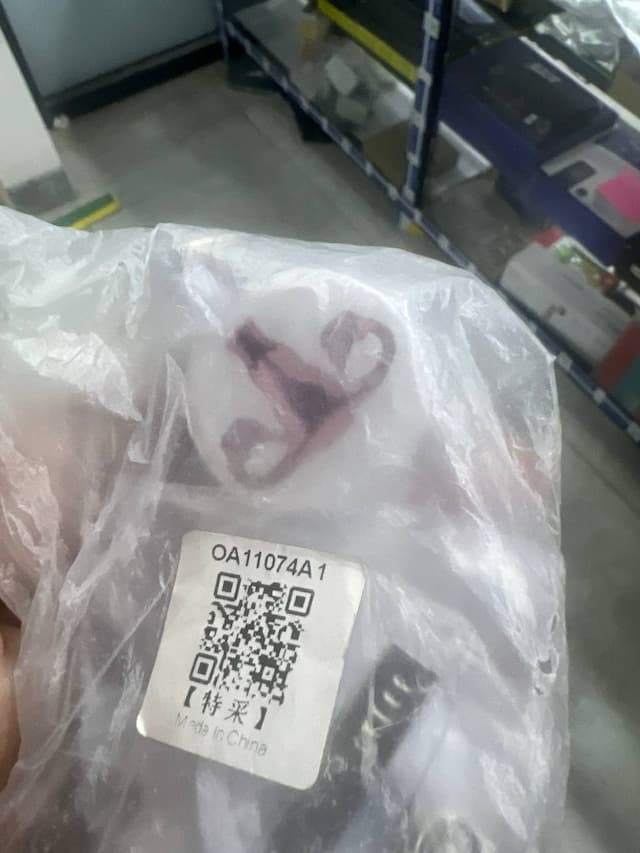 OA11074A1
【特采】
Made In China